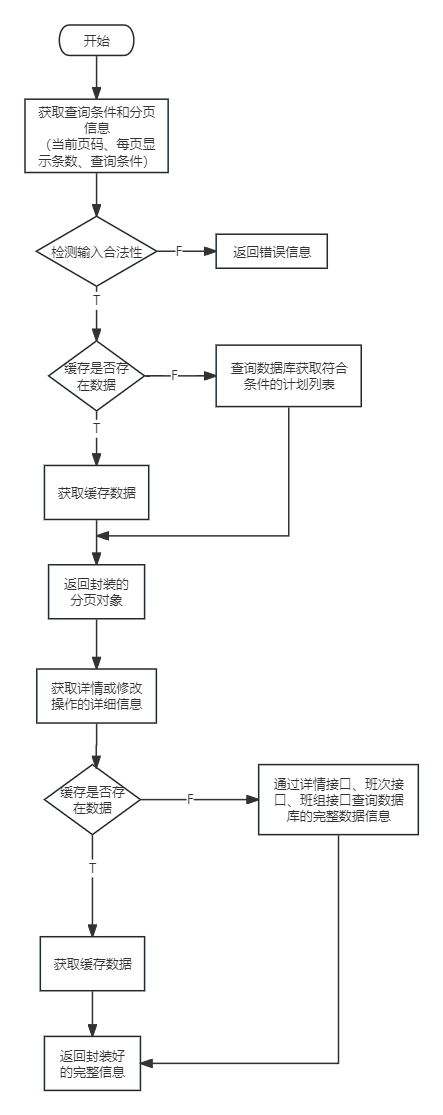 开始
获取查询条件和分页
信息
（当前页码、每页显
示条数、查询条件）
检测输入合法性
F
返回错误信息
T
缓存是否存
在数据
F
查询数据库获取符合
条件的计划列表
T
获取缓存数据
返回封装的
分页对象
获取详情或修改
操作的详细信息
缓存是否存
在数据
F
通过详情接口、班次接
口、班组接口查询数据
库的完整数据信息
T
获取缓存数据
返回封装好
的完整信息